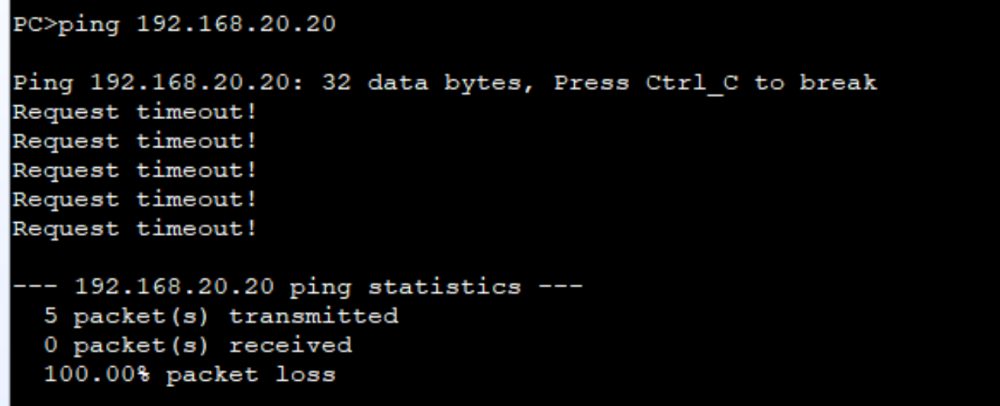 PC>ping 192.168.20.20
Ping 192.168.20.20: 32 data bytes, Press Ctrl_C to break
Request timeout!
Request timeout!
Request timeout!
Request timeout!
Request timeout!
--- 192.168.20.20 ping statistics ---
5 packet(s) transmitted
0 packet(s) received
100.00% packet loss